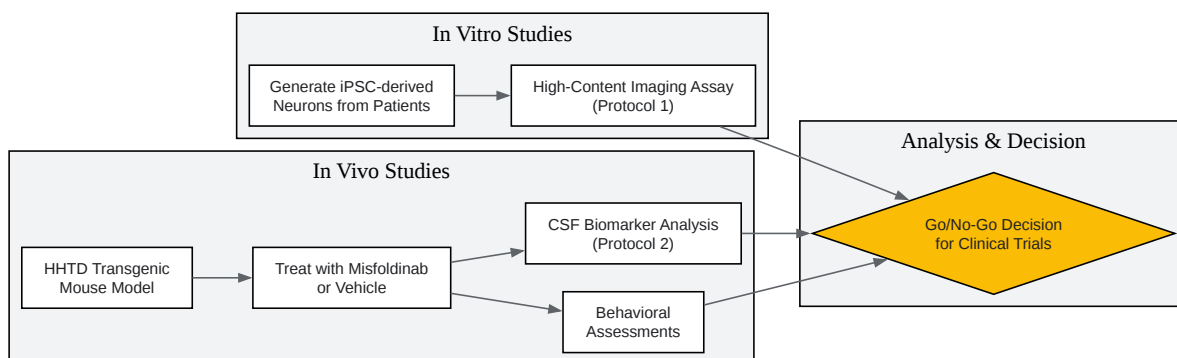 In Vitro Studies
Generate iPSC-derived
Neurons from Patients
High-Content Imaging Assay
(Protocol 1)
In Vivo Studies
HHTD Transgenic
Mouse Model
Treat with Misfoldinab
or Vehicle
CSF Biomarker Analysis
(Protocol 2)
Behavioral
Assessments
Analysis & Decision
Go/No-Go Decision
for Clinical Trials